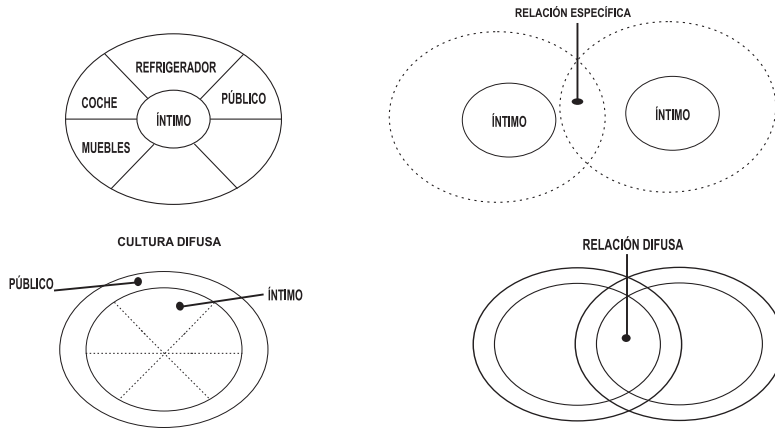 REFRIGERADOR
COCHE
PÚBLICO
ÍNTIMO
MUEBLES
RELACIÓN ESPECÍFICA
ÍNTIMO
ÍNTIMO
CULTURA DIFUSA
PÚBLICO
ÍNTIMO
RELACIÓN DIFUSA